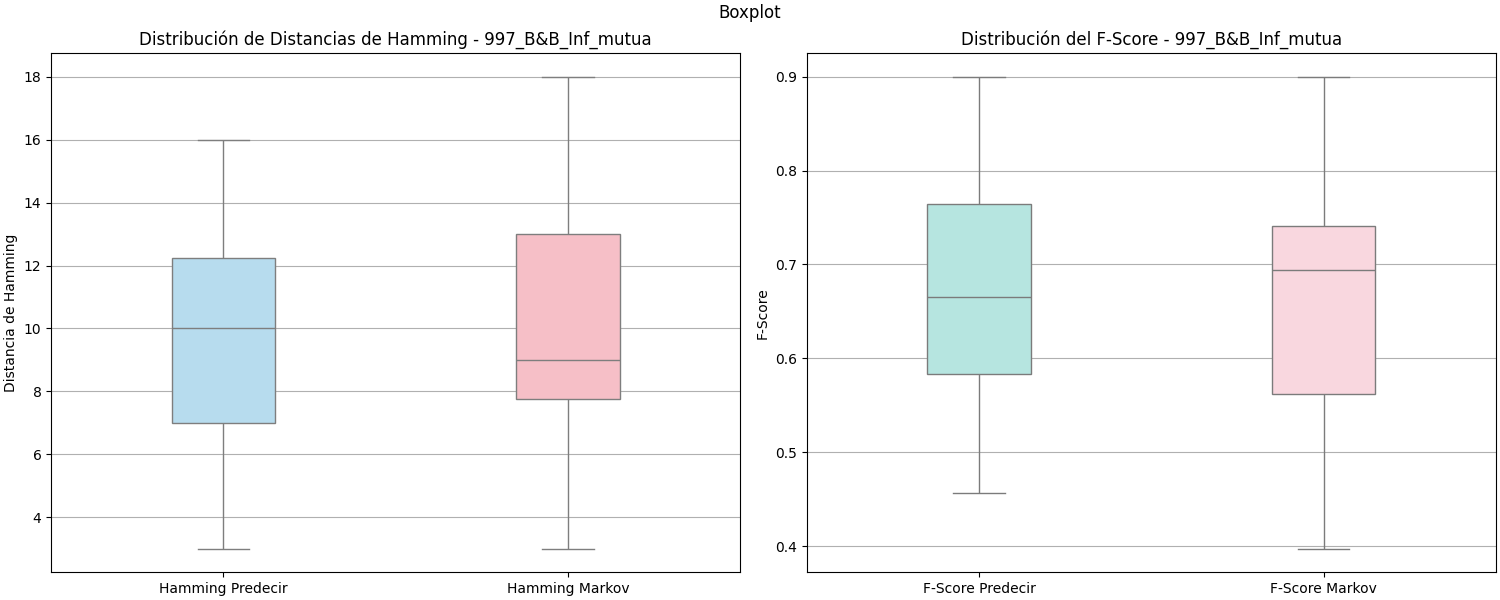 Boxplot
Distribución de Distancias de Hamming - 997_B&B_Inf_mutua
Distancia de Hamming
18
16
14
12
10
8
6
4
Hamming Predecir
Hamming Markov
Distribución del F-Score - 997_B&B_Inf_mutua
F-Score
0.9
0.8
0.7
0.6
0.5
0.4
F-Score Predecir
F-Score Markov